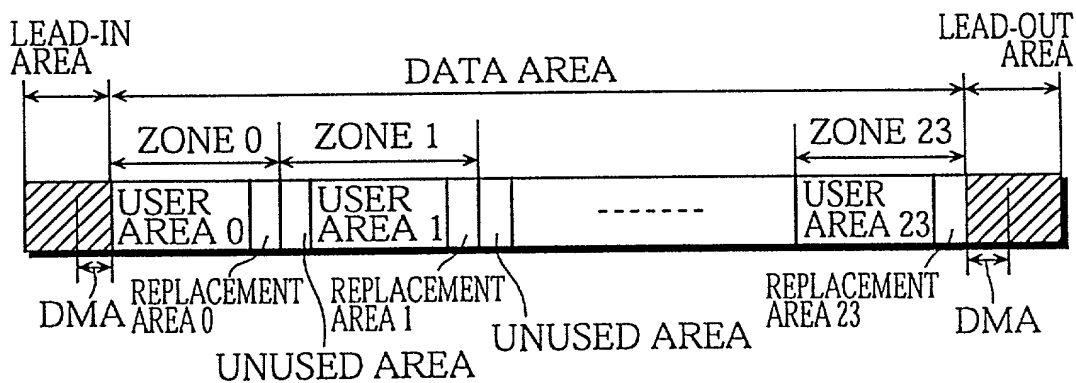 LEAD-IN
AREA
LEAD-OUT
AREA
DATA AREA
ZONE 0
ZONE 1
ZONE 23
USER
AREA 0
USER
AREA 1
USER
AREA 23
DMA
REPLACEMENT
AREA 0
REPLACEMENT
AREA 1
REPLACEMENT
AREA 23
DMA
UNUSED AREA
UNUSED AREA